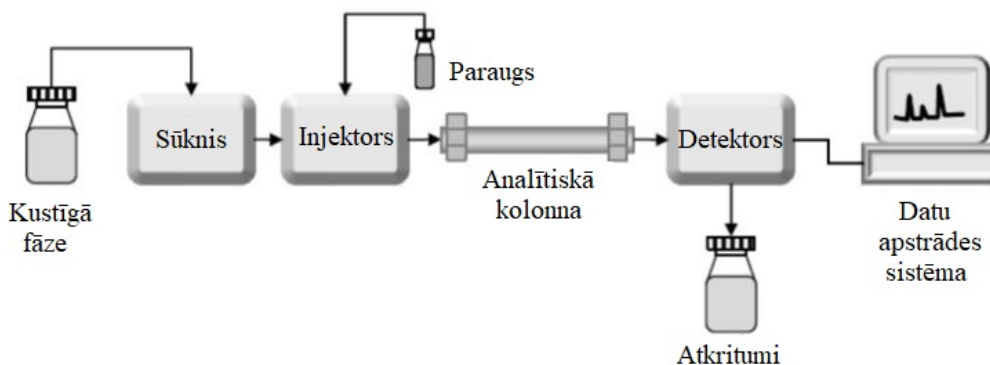 Paraugs
Sūknis
Injektors
Detektors
Analītiskā
kolonna
Kustīgā
fāze
Datu
apstrādes
sistēma
Atkritumi